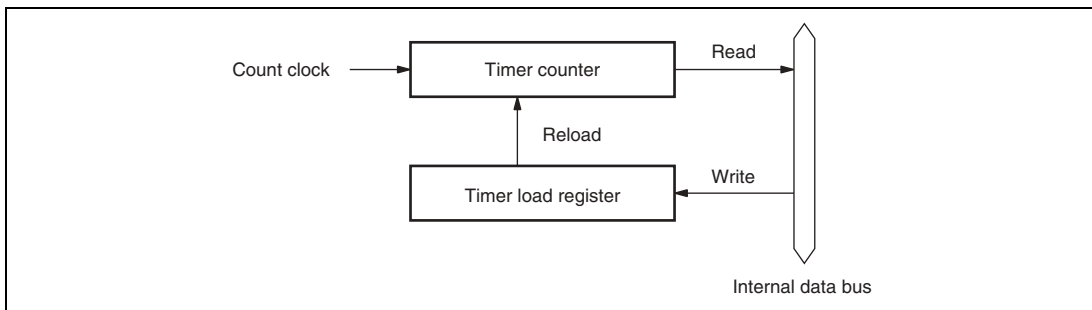 Read
Count clock
Timer counter
Reload
Write
Timer load register
Internal data bus